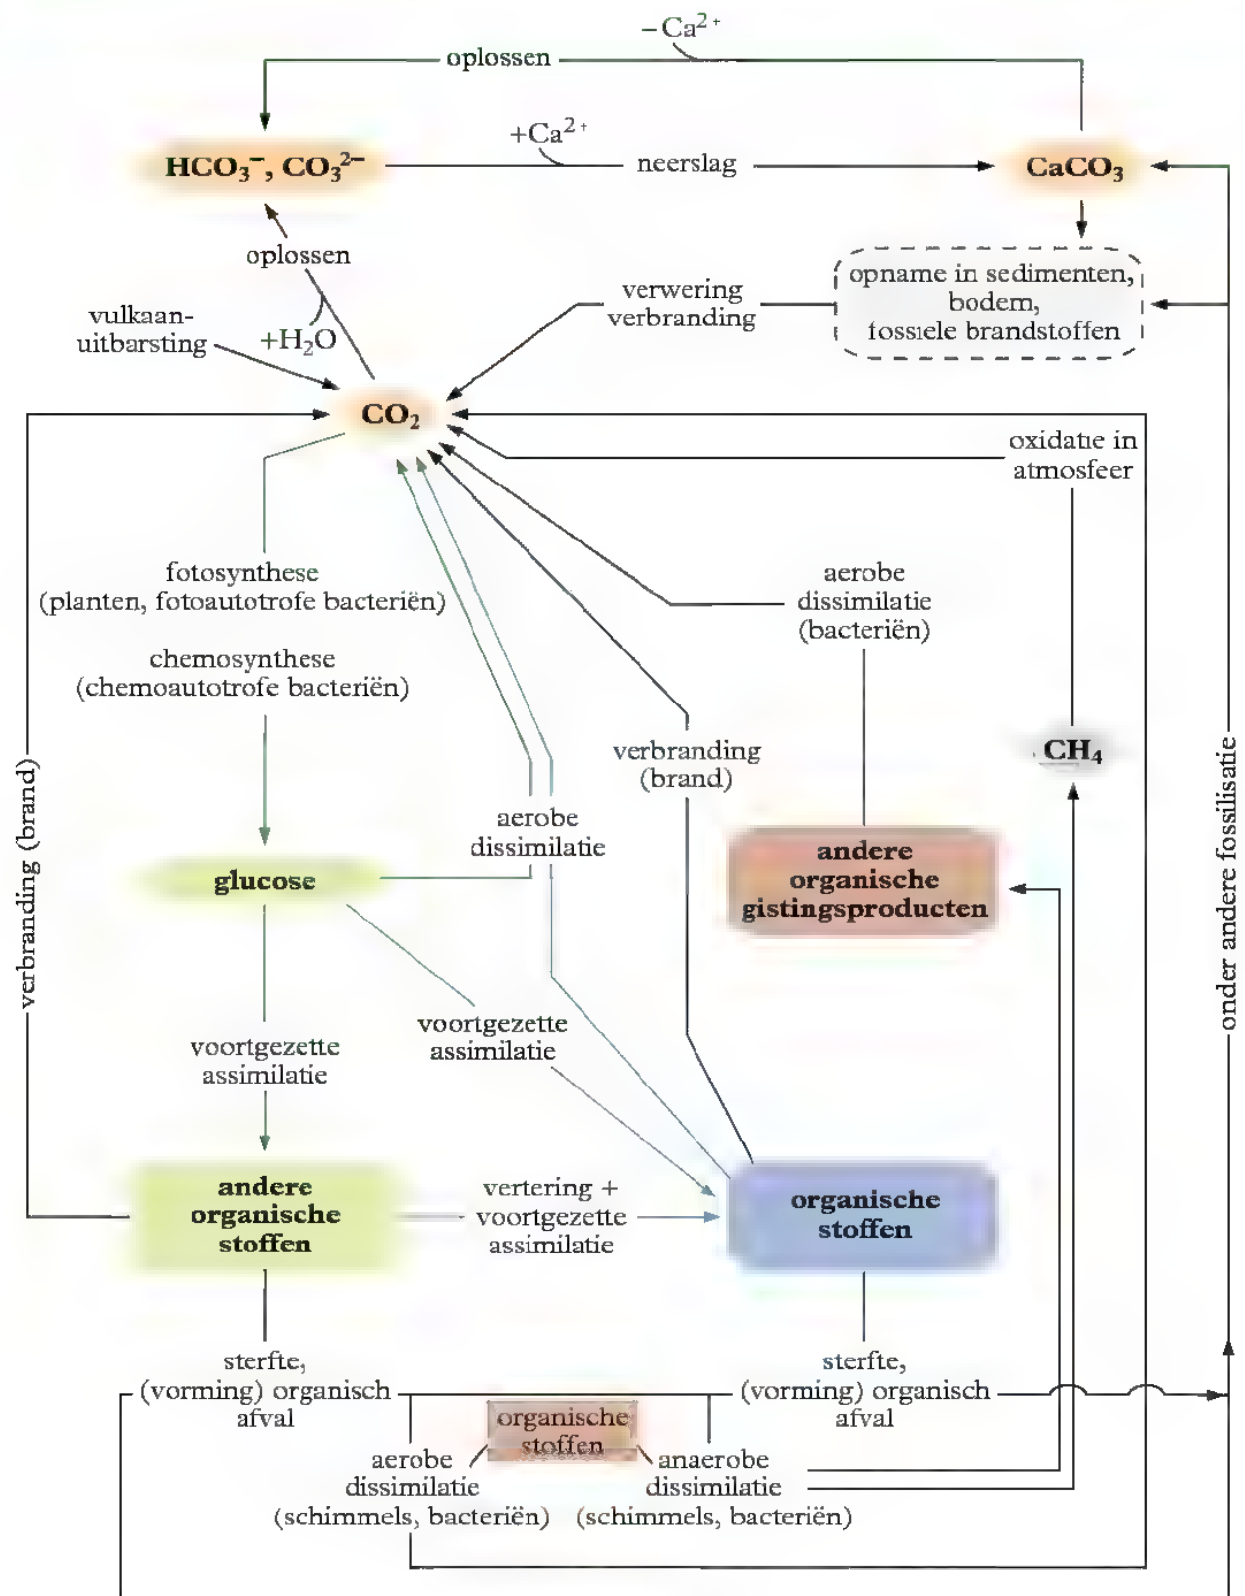 −Ca²⁺
oplossen
+Ca²⁺
HCO₃⁻, CO₃²⁻
neerslag
CaCO₃
oplossen
opname in sedimenten,
bodem,
fossiele brandstoffen
verwering
verbranding
vulkaan-
uitbarsting
+H₂O
CO₂
oxidatie in
atmosfeer
fotosynthese
(planten, fotoautotrofe bacteriën)
aerobe
dissimilatie
(bacteriën)
chemosynthese
(chemoautotrofe bacteriën)
verbranding
(brand)
CH₄
verbranding (brand)
onder andere fossilisatie
aerobe
dissimilatie
glucose
andere
organische
gistingsproducten
voortgezette
assimilatie
voortgezette
assimilatie
andere
organische
stoffen
vertering +
voortgezette
assimilatie
organische
stoffen
sterfte,
(vorming) organisch
afval
sterfte,
(vorming) organisch
afval
organische
stoffen
aerobe
dissimilatie
(schimmels, bacteriën)
anaerobe
dissimilatie
(schimmels, bacteriën)